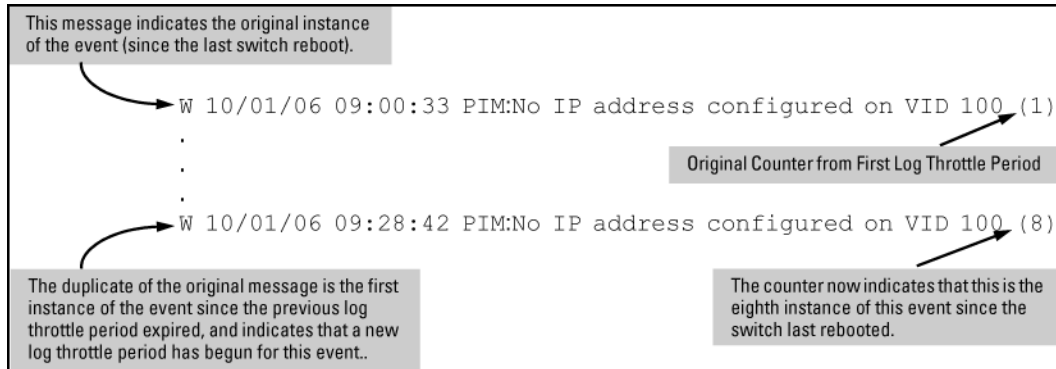 This message indicates the original instance
of the event (since the last switch reboot).
W 10/01/06 09:00:33 PIM:No IP address configured on VID 100 (1)
.
.
.
Original Counter from First Log Throttle Period
W 10/01/06 09:28:42 PIM:No IP address configured on VID 100 (8)
The duplicate of the original message is the first
instance of the event since the previous log
throttle period expired, and indicates that a new
log throttle period has begun for this event..
The counter now indicates that this is the
eighth instance of this event since the
switch last rebooted.